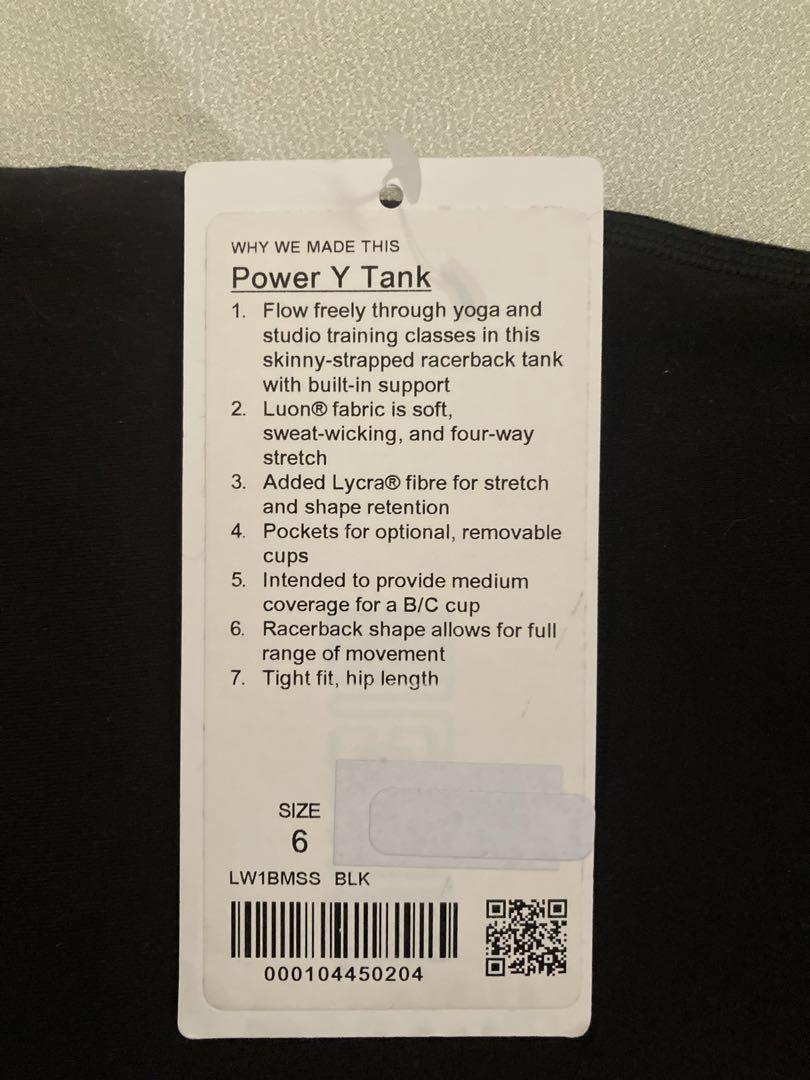 WHY WE MADE THIS
Power Y Tank
1. Flow freely through yoga and
studio training classes in this
skinny-strapped racerback tank
with built-in support
2. Luon® fabric is soft,
sweat-wicking, and four-way
stretch
3. Added Lycra® fibre for stretch
and shape retention
4. Pockets for optional, removable
cups
5. Intended to provide medium
coverage for a B/C cup
6. Racerback shape allows for full
range of movement
7. Tight fit, hip length
SIZE
6
LW1BMSS BLK
000104450204